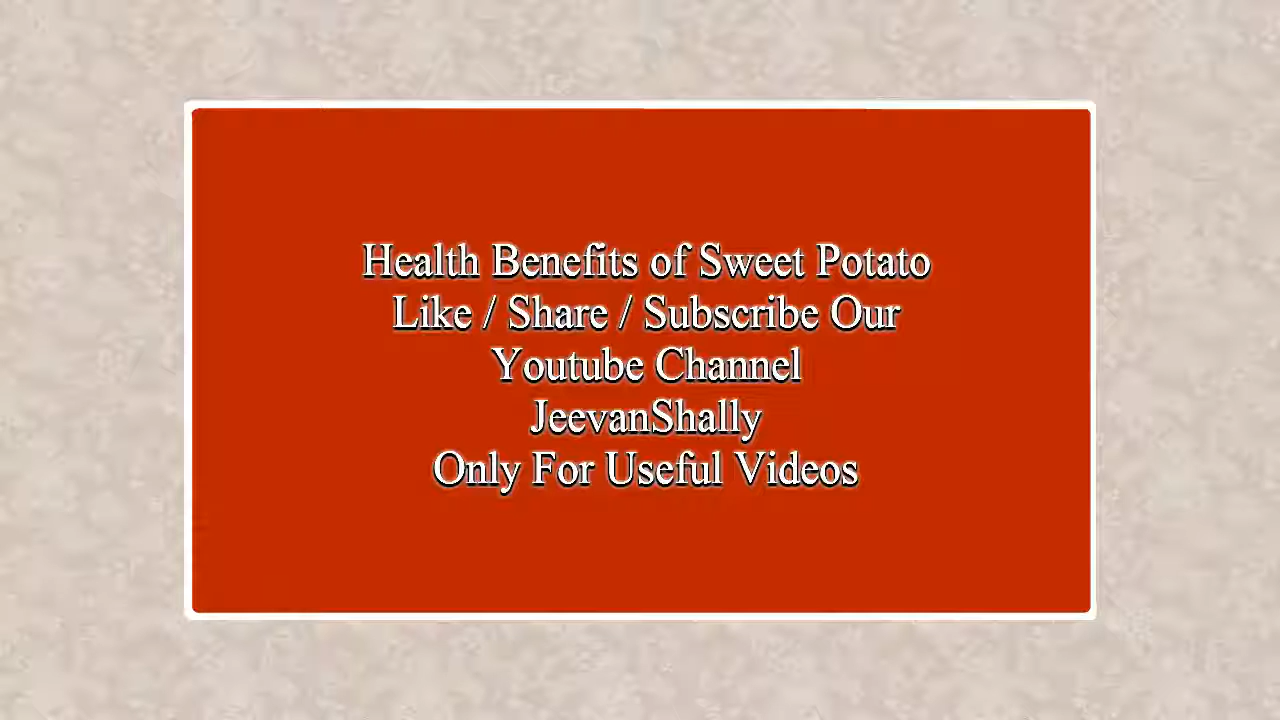 Health Benefits of Sweet Potato
Like / Share / Subscribe Our
Youtube Channel
JeevanShally
Only For Useful Videos